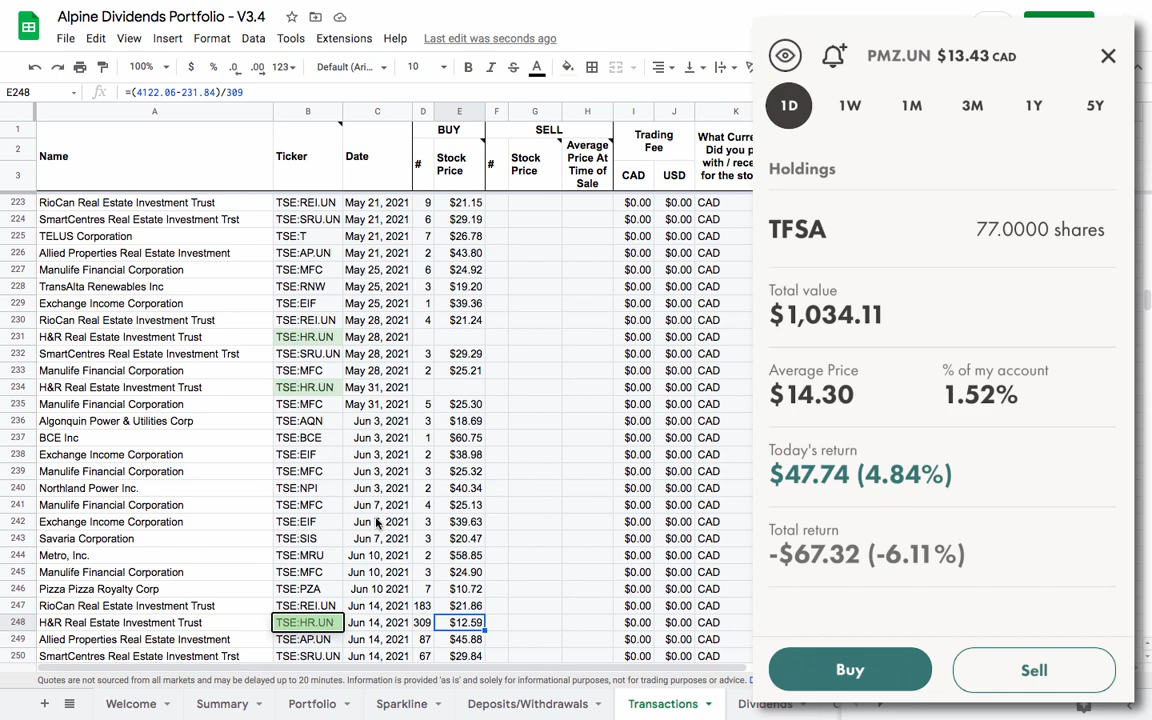 Alpine Dividends Portfolio - V3.4
File Edit View Insert Format Data Tools Extensions Help Last edit was seconds ago
100% $ % .0 .00 123 Default (Ari... 10 B I S A
E248 fx =(4122.06-231.84)/309
A B C D E F G H I J K
1 BUY SELL Trading Fee What Curre
2 Name Ticker Date # Stock Price # Stock Price Average Price At Time of Sale Did you p with / rece for the sto
3 CAD USD
223 RioCan Real Estate Investment Trust TSE:REI.UN May 21, 2021 9 $21.15 $0.00 $0.00 CAD
224 SmartCentres Real Estate Investment Trst TSE:SRU.UN May 21, 2021 6 $29.19 $0.00 $0.00 CAD
225 TELUS Corporation TSE:T May 21, 2021 7 $26.78 $0.00 $0.00 CAD
226 Allied Properties Real Estate Investment TSE:AP.UN May 21, 2021 2 $43.80 $0.00 $0.00 CAD
227 Manulife Financial Corporation TSE:MFC May 25, 2021 6 $24.92 $0.00 $0.00 CAD
228 TransAlta Renewables Inc TSE:RNW May 25, 2021 3 $19.20 $0.00 $0.00 CAD
229 Exchange Income Corporation TSE:EIF May 25, 2021 1 $39.36 $0.00 $0.00 CAD
230 RioCan Real Estate Investment Trust TSE:REI.UN May 28, 2021 4 $21.24 $0.00 $0.00 CAD
231 H&R Real Estate Investment Trust TSE:HR.UN May 28, 2021 $0.00 $0.00 CAD
232 SmartCentres Real Estate Investment Trst TSE:SRU.UN May 28, 2021 3 $29.29 $0.00 $0.00 CAD
233 Manulife Financial Corporation TSE:MFC May 28, 2021 2 $25.21 $0.00 $0.00 CAD
234 H&R Real Estate Investment Trust TSE:HR.UN May 31, 2021 $0.00 $0.00 CAD
235 Manulife Financial Corporation TSE:MFC May 31, 2021 5 $25.30 $0.00 $0.00 CAD
236 Algonquin Power & Utilities Corp TSE:AQN Jun 3, 2021 3 $18.69 $0.00 $0.00 CAD
237 BCE Inc TSE:BCE Jun 3, 2021 1 $60.75 $0.00 $0.00 CAD
238 Exchange Income Corporation TSE:EIF Jun 3, 2021 2 $38.98 $0.00 $0.00 CAD
239 Manulife Financial Corporation TSE:MFC Jun 3, 2021 3 $25.32 $0.00 $0.00 CAD
240 Northland Power Inc. TSE:NPI Jun 3, 2021 2 $40.34 $0.00 $0.00 CAD
241 Manulife Financial Corporation TSE:MFC Jun 7, 2021 4 $25.13 $0.00 $0.00 CAD
242 Exchange Income Corporation TSE:EIF Jun 2021 3 $39.63 $0.00 $0.00 CAD
243 Savaria Corporation TSE:SIS Jun 7, 2021 3 $20.47 $0.00 $0.00 CAD
244 Metro, Inc. TSE:MRU Jun 10, 2021 2 $58.85 $0.00 $0.00 CAD
245 Manulife Financial Corporation TSE:MFC Jun 10, 2021 3 $24.90 $0.00 $0.00 CAD
246 Pizza Pizza Royalty Corp TSE:PZA Jun 10 2021 7 $10.72 $0.00 $0.00 CAD
247 RioCan Real Estate Investment Trust TSE:REI.UN Jun 14, 2021 183 $21.86 $0.00 $0.00 CAD
248 H&R Real Estate Investment Trust TSE:HR.UN Jun 14, 2021 309 $12.59 $0.00 $0.00 CAD
249 Allied Properties Real Estate Investment TSE:AP.UN Jun 14, 2021 87 $45.88 $0.00 $0.00 CAD
250 SmartCentres Real Estate Investment Trst TSE:SRU.UN Jun 14, 2021 67 $29.84 $0.00 $0.00 CAD
Quotes are not sourced from all markets and may be delayed up to 20 minutes. Information is provided 'as is' and solely for informational purposes, not for trading purposes or advice.
Welcome Summary Portfolio Sparkline Deposits/Withdrawals Transactions Dividends
PMZ.UN $13.43 CAD
1D 1W 1M 3M 1Y 5Y
Holdings
TFSA 77.0000 shares
Total value
$1,034.11
Average Price % of my account
$14.30 1.52%
Today's return
$47.74 (4.84%)
Total return
-$67.32 (-6.11%)
Buy Sell